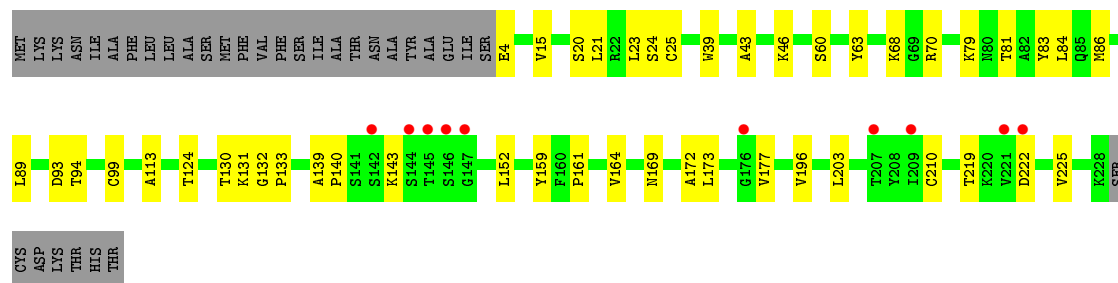 MET LYS LYS ASN ILE ALA PHE LEU LEU ALA SER MET PHE VAL PHE SER ILE ALA THR ASN ALA TYR ALA GLU ILE SER E4 V15 S20 L21 R22 L23 S24 C25 W39 A43 K46 S60 Y63 K68 G69 R70 K79 N80 T81 A82 Y83 L84 Q85 M86
L89 D93 T94 C99 A113 T124 T130 K131 G132 P133 A139 P140 S141 S142 K143 S144 T145 S146 G147 L152 Y159 F160 P161 V164 N169 A172 L173 G176 V177 V196 L203 T207 Y208 I209 C210 T219 K220 V221 D222 V225 K228 SER
CYS ASP LYS THR HIS THR